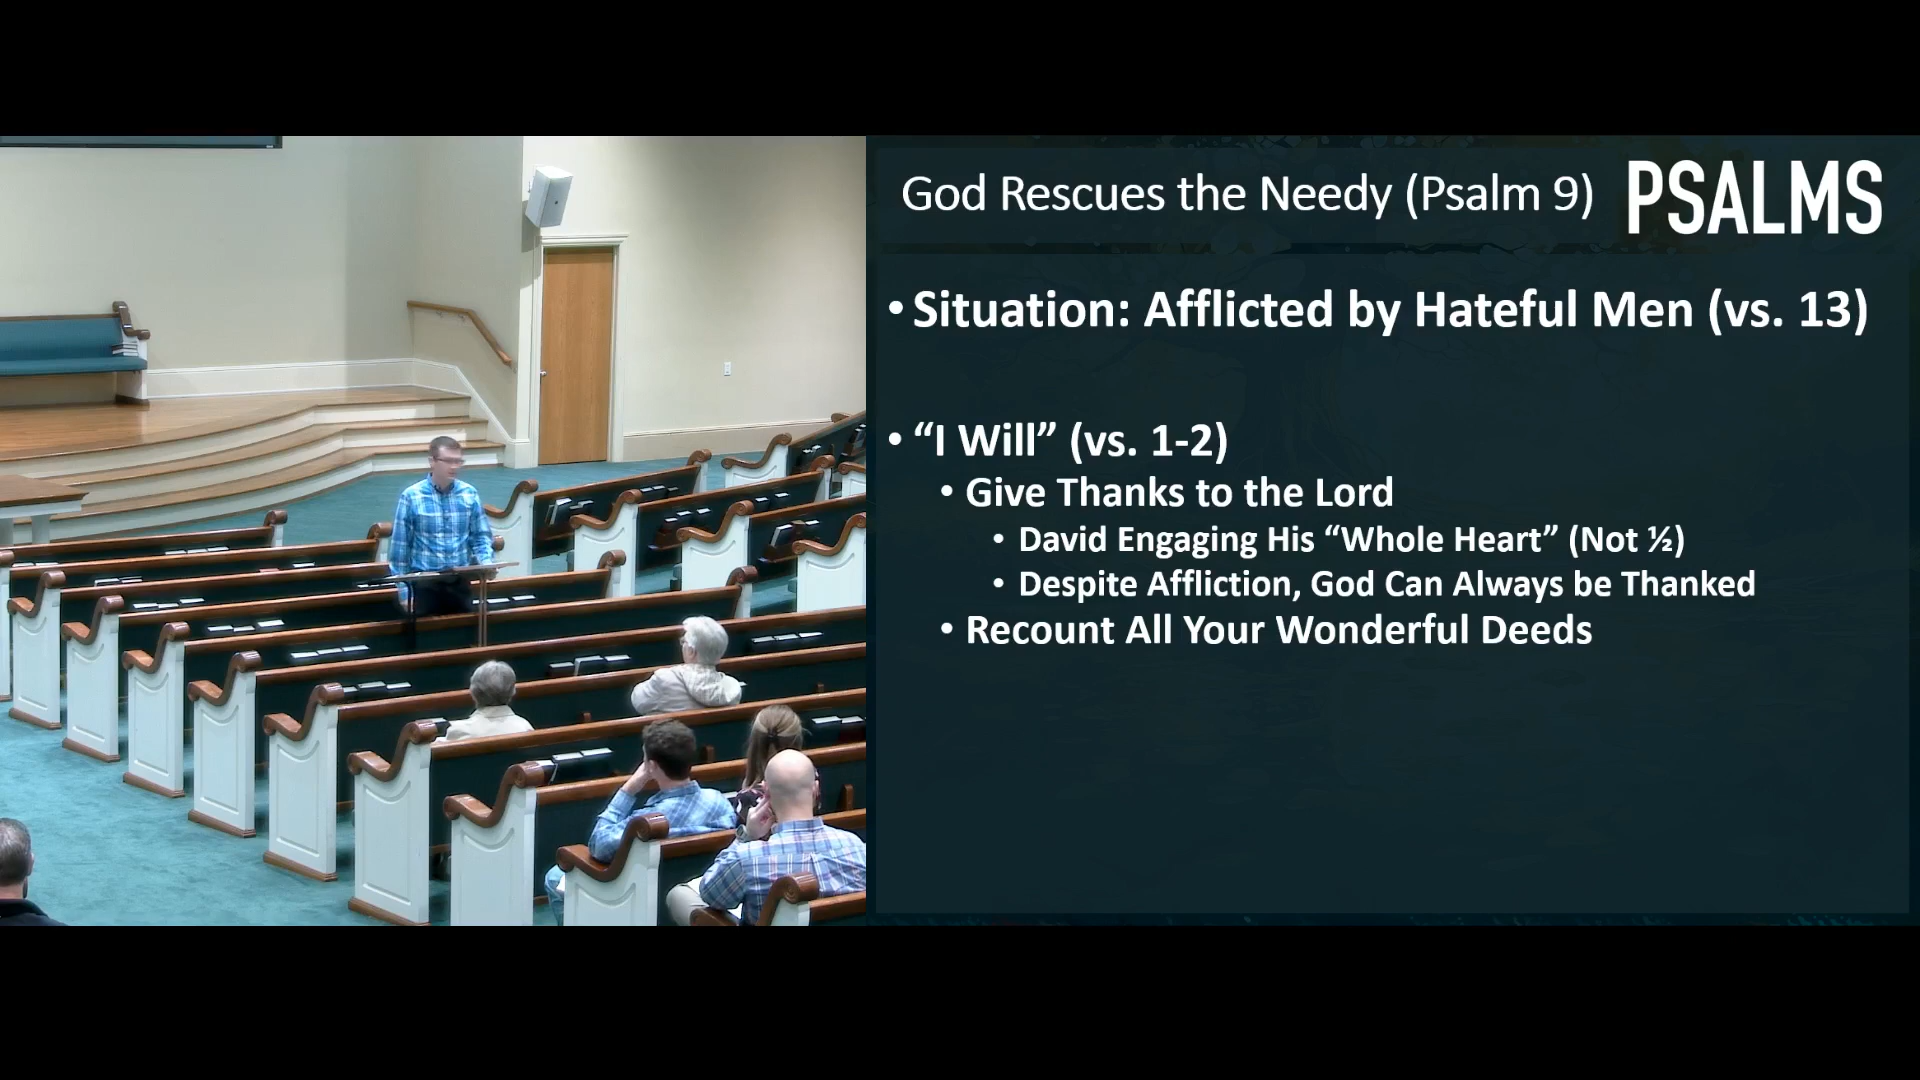 God Rescues the Needy (Psalm 9)
PSALMS
• Situation: Afflicted by Hateful Men (vs. 13)
• “I Will” (vs. 1-2)
• Give Thanks to the Lord
• David Engaging His “Whole Heart” (Not ½)
• Despite Affliction, God Can Always be Thanked
• Recount All Your Wonderful Deeds